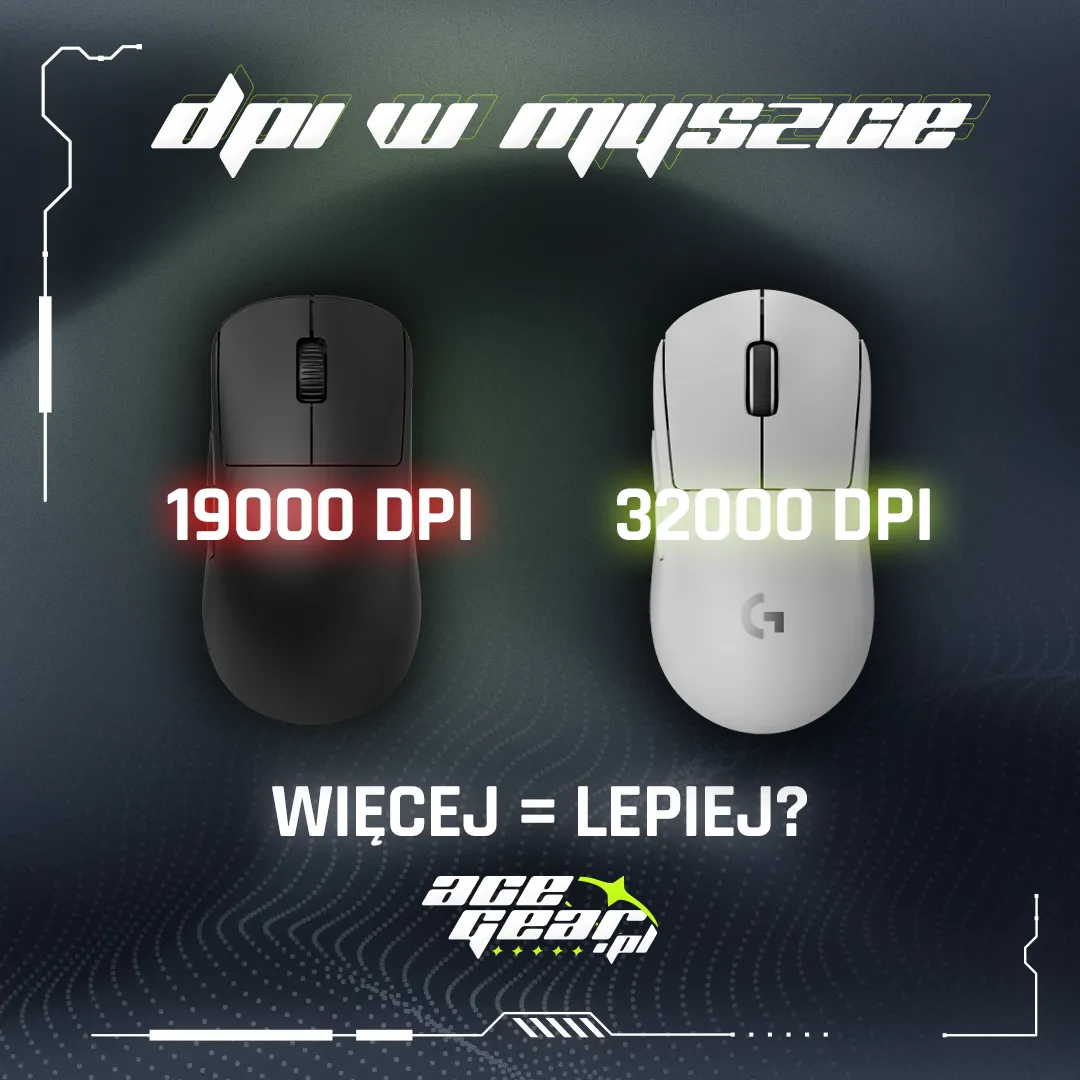 dpi w myszce
19000 DPI
32000 DPI
WIĘCEJ = LEPIEJ?
ace
gear.pl